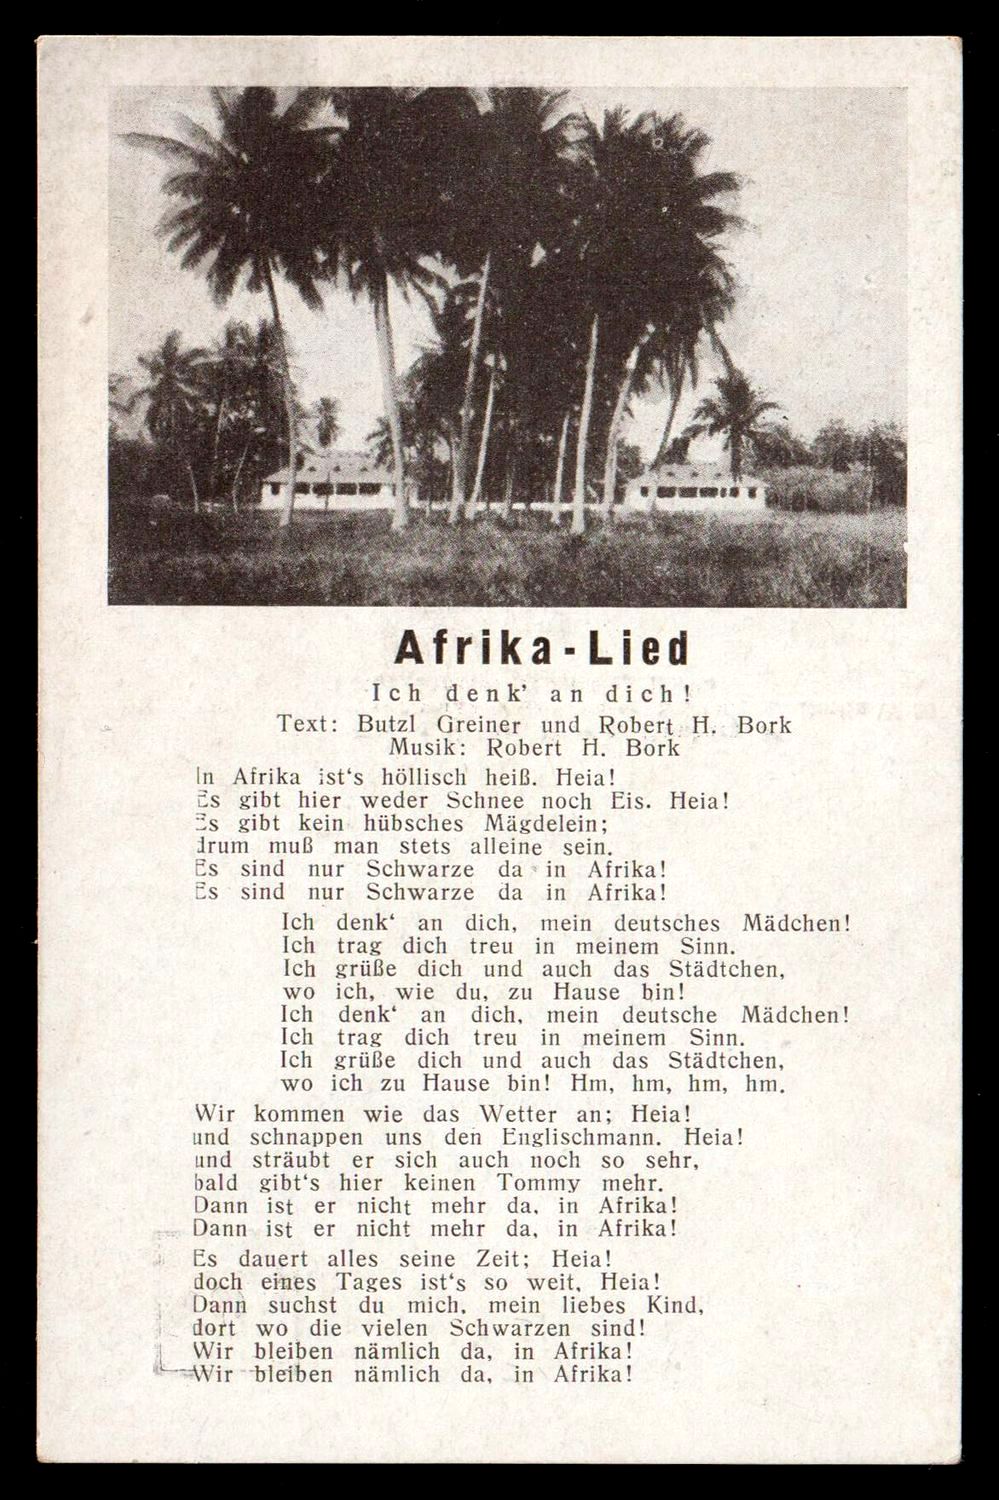 Afrika-Lied
Ich denk’ an dich!
Text: Butzl Greiner und Robert H. Bork
Musik: Robert H. Bork
In Afrika ist‘s höllisch heiß. Heia!
Es gibt hier weder Schnee noch Eis. Heia!
Es gibt kein hübsches Mägdelein;
drum muß man stets alleine sein.
Es sind nur Schwarze da in Afrika!
Es sind nur Schwarze da in Afrika!
Ich denk‘ an dich, mein deutsches Mädchen!
Ich trag dich treu in meinem Sinn.
Ich grüße dich und auch das Städtchen,
wo ich, wie du, zu Hause bin!
Ich denk‘ an dich, mein deutsche Mädchen!
Ich trag dich treu in meinem Sinn.
Ich grüße dich und auch das Städtchen,
wo ich zu Hause bin! Hm, hm, hm, hm.
Wir kommen wie das Wetter an; Heia!
und schnappen uns den Englischmann. Heia!
und sträubt er sich auch noch so sehr,
bald gibt‘s hier keinen Tommy mehr.
Dann ist er nicht mehr da, in Afrika!
Dann ist er nicht mehr da, in Afrika!
Es dauert alles seine Zeit; Heia!
doch eines Tages ist‘s so weit, Heia!
Dann suchst du mich, mein liebes Kind,
dort wo die vielen Schwarzen sind!
Wir bleiben nämlich da, in Afrika!
Wir bleiben nämlich da, in Afrika!